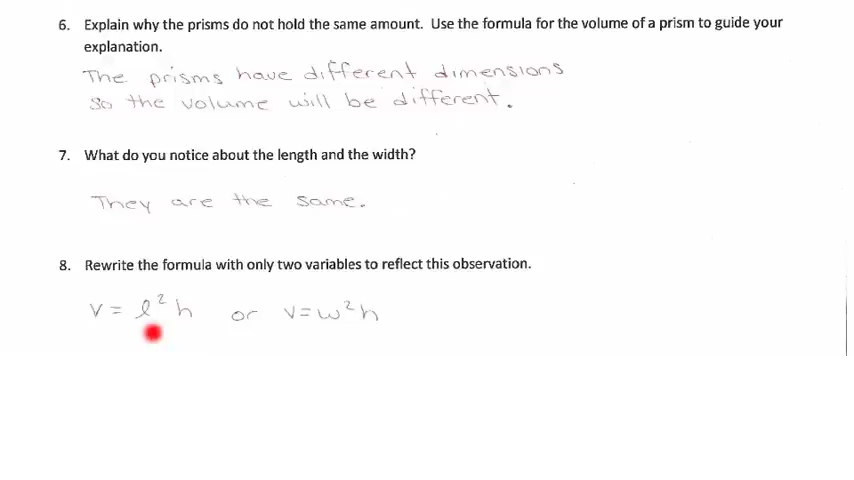 6. Explain why the prisms do not hold the same amount. Use the formula for the volume of a prism to guide your
explanation.
The prisms have different dimensions
so the volume will be different.
7. What do you notice about the length and the width?
They are the same.
8. Rewrite the formula with only two variables to reflect this observation.
V = l²h or V=w²h